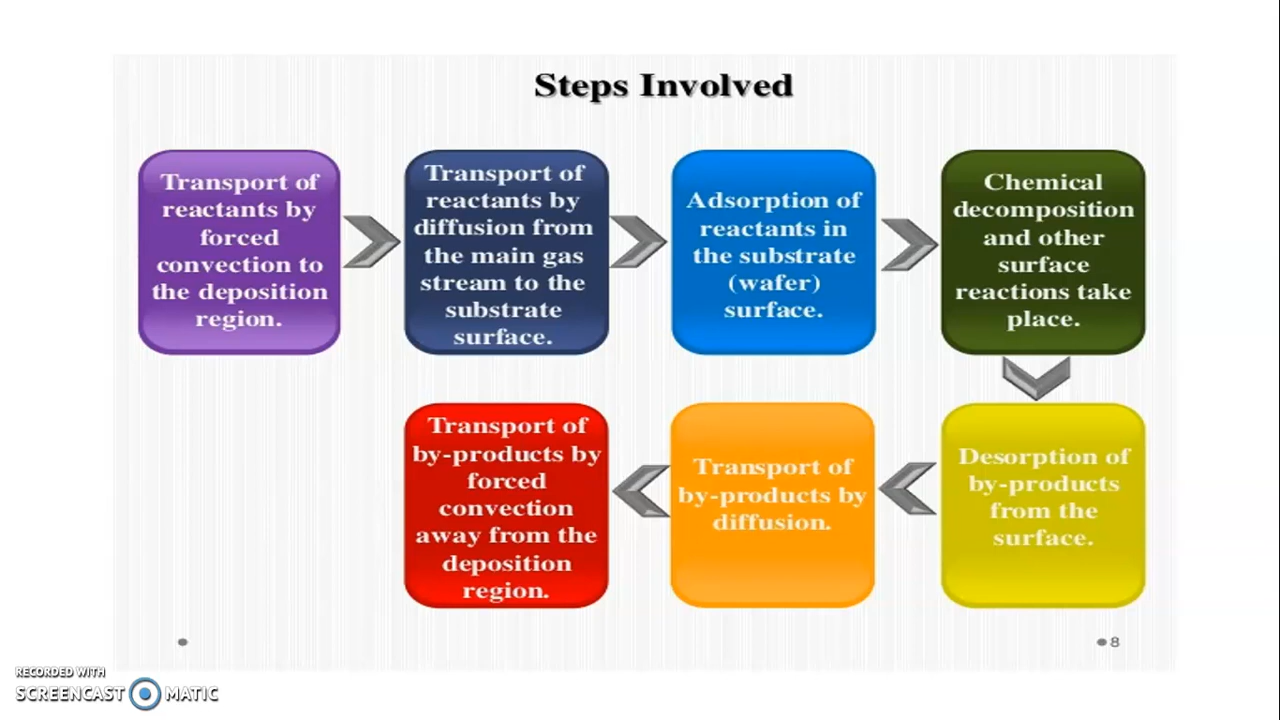 Steps Involved
Transport of
reactants by
forced
convection to
the deposition
region.
Transport of
reactants by
diffusion from
the main gas
stream to the
substrate
surface.
Adsorption of
reactants in
the substrate
(wafer)
surface.
Chemical
decomposition
and other
surface
reactions take
place.
Desorption of
by-products
from the
surface.
Transport of
by-products by
diffusion.
Transport of
by-products by
forced
convection
away from the
deposition
region.
8
RECORDED WITH
SCREENCAST MATIC